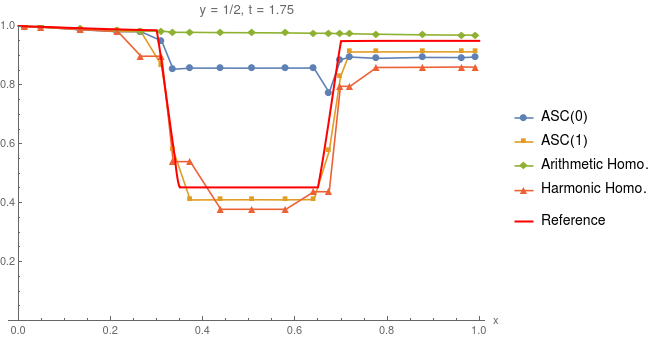 y = 1/2, t = 1.75
1.0
0.8
0.6
0.4
0.2
0.0 0.2 0.4 0.6 0.8 1.0
x
ASC(0)
ASC(1)
Arithmetic Homo.
Harmonic Homo.
Reference